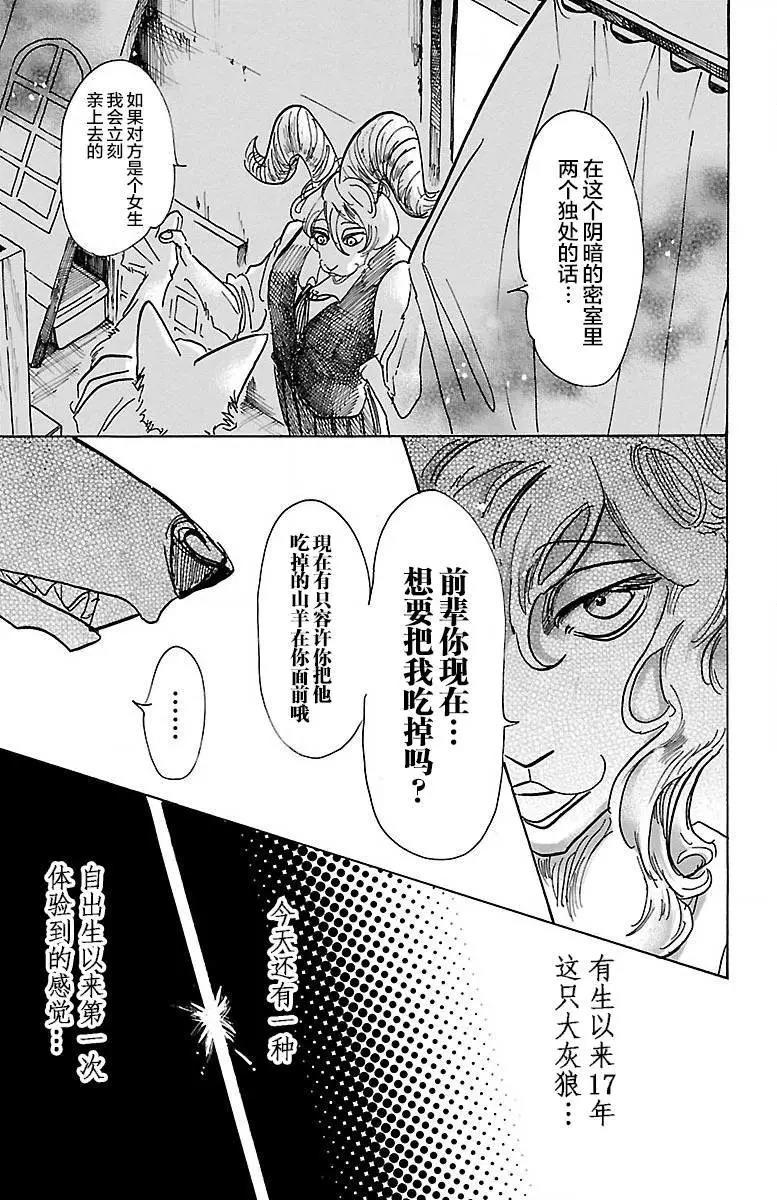 在这个阴暗的密室里
两个独处的话…
如果对方是个女生
我会立刻
亲上去的
前辈你现在…
想要把我吃掉吗？
现在有只容许你把他
吃掉的山羊在你面前哦
……
有生以来17年
这只大灰狼…
今天还有一种
自出生以来第一次
体验到的感觉…